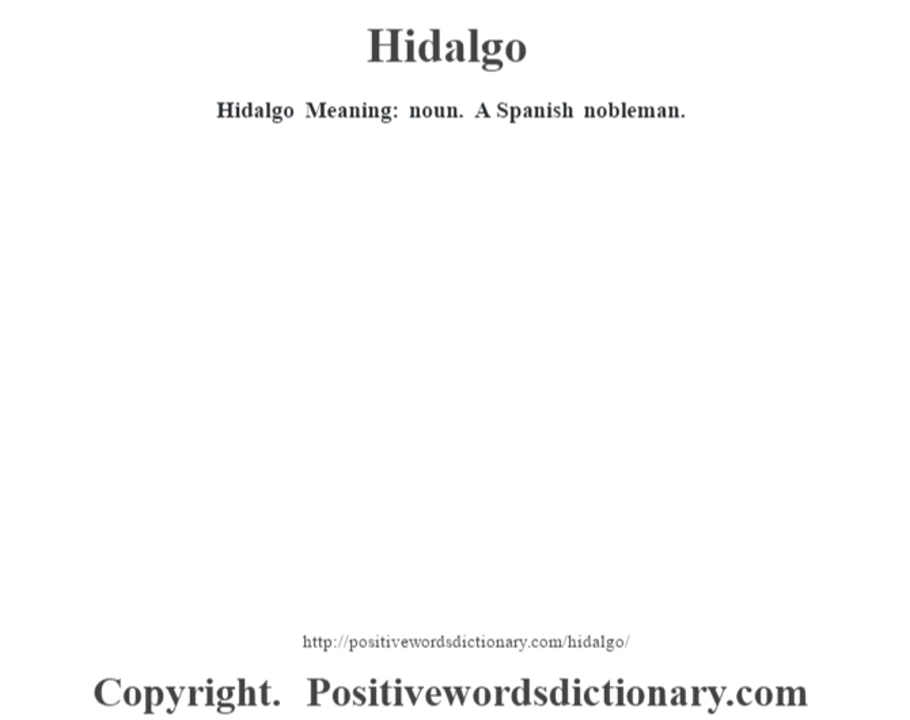 Hidalgo
Hidalgo Meaning: noun. A Spanish nobleman.
http://positivewordsdictionary.com/hidalgo/
Copyright. Positivewordsdictionary.com